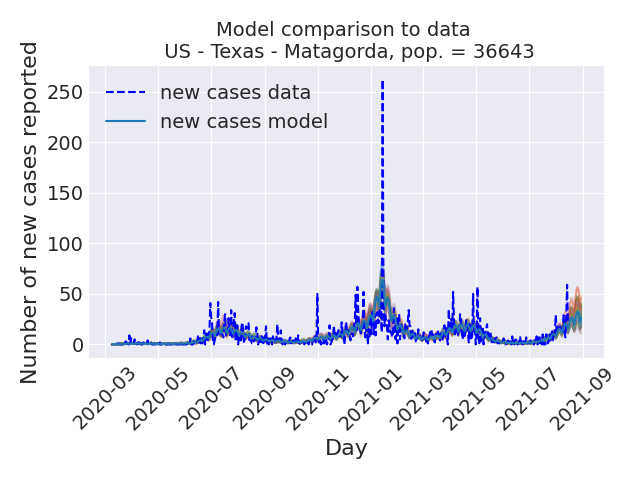 Model comparison to data
US - Texas - Matagorda, pop. = 36643
Number of new cases reported
250
200
150
100
50
0
new cases data
new cases model
2020-03
2020-05
2020-07
2020-09
2020-11
2021-01
2021-03
2021-05
2021-07
2021-09
Day